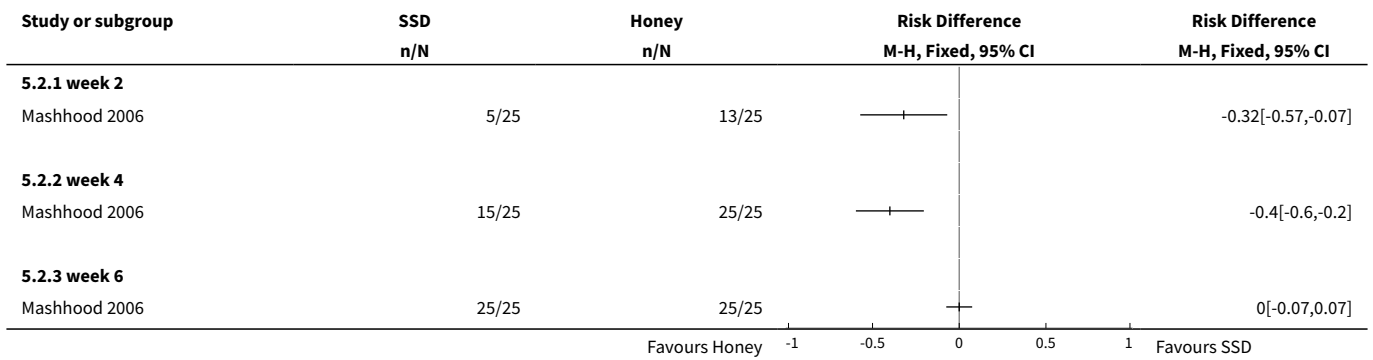 Study or subgroup SSD Honey Risk Difference Risk Difference
n/N n/N M-H, Fixed, 95% CI M-H, Fixed, 95% CI
5.2.1 week 2
Mashhood 2006 5/25 13/25 -0.32[-0.57,-0.07]
5.2.2 week 4
Mashhood 2006 15/25 25/25 -0.4[-0.6,-0.2]
5.2.3 week 6
Mashhood 2006 25/25 25/25 0[-0.07,0.07]
Favours Honey -1 -0.5 0 0.5 1 Favours SSD